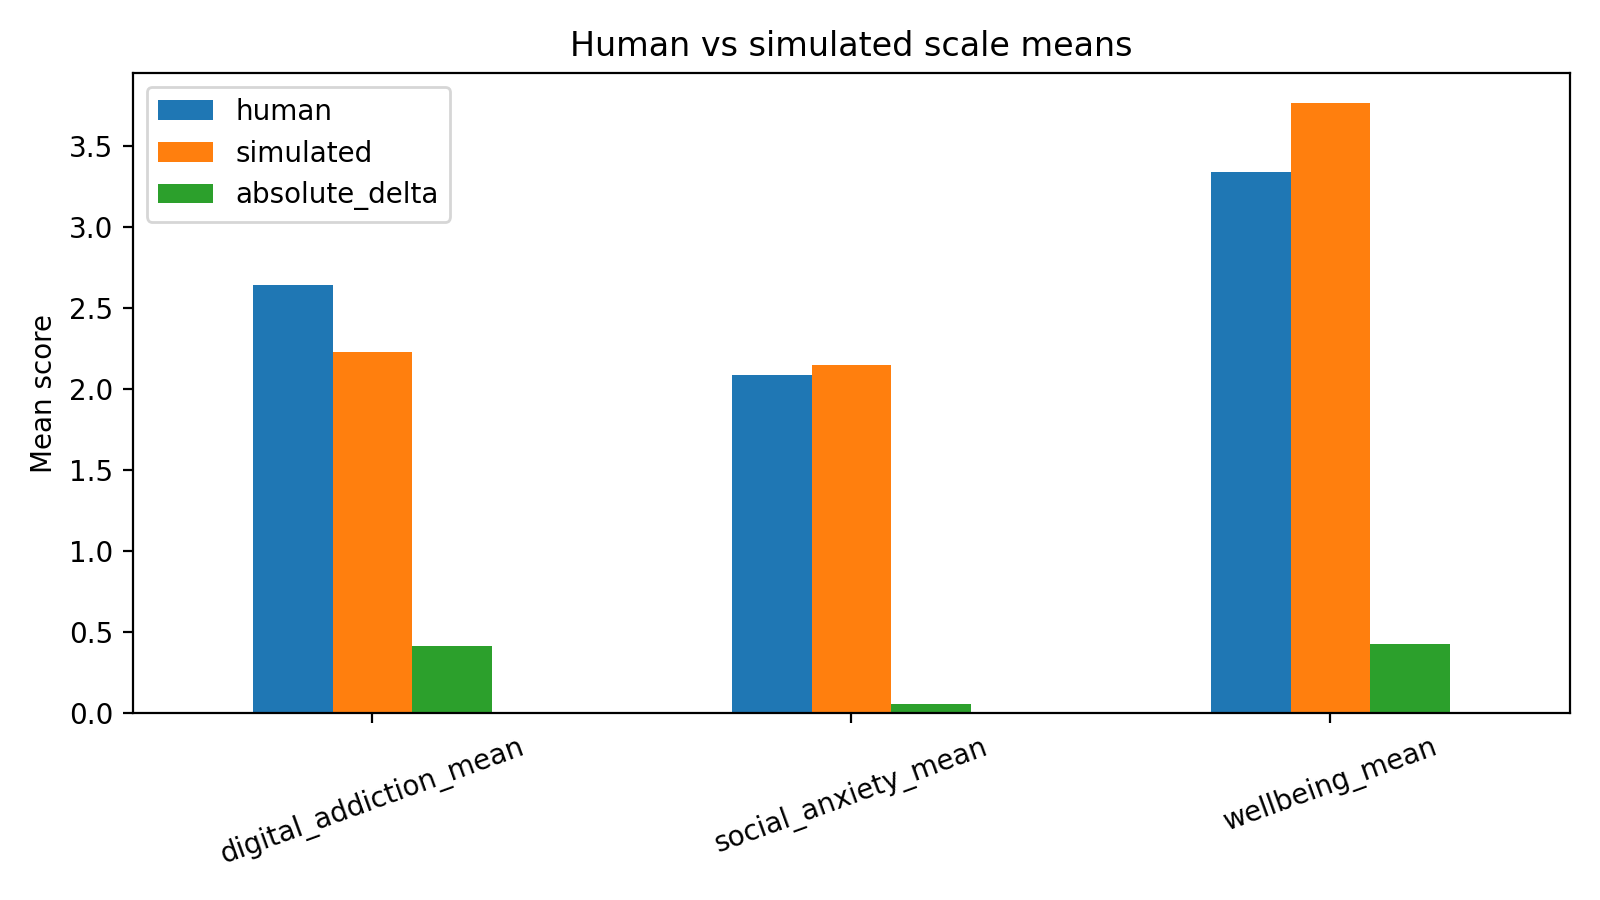 Human vs simulated scale means
human
simulated
absolute_delta
Mean score
3.5
3.0
2.5
2.0
1.5
1.0
0.5
0.0
digital_addiction_mean
social_anxiety_mean
wellbeing_mean